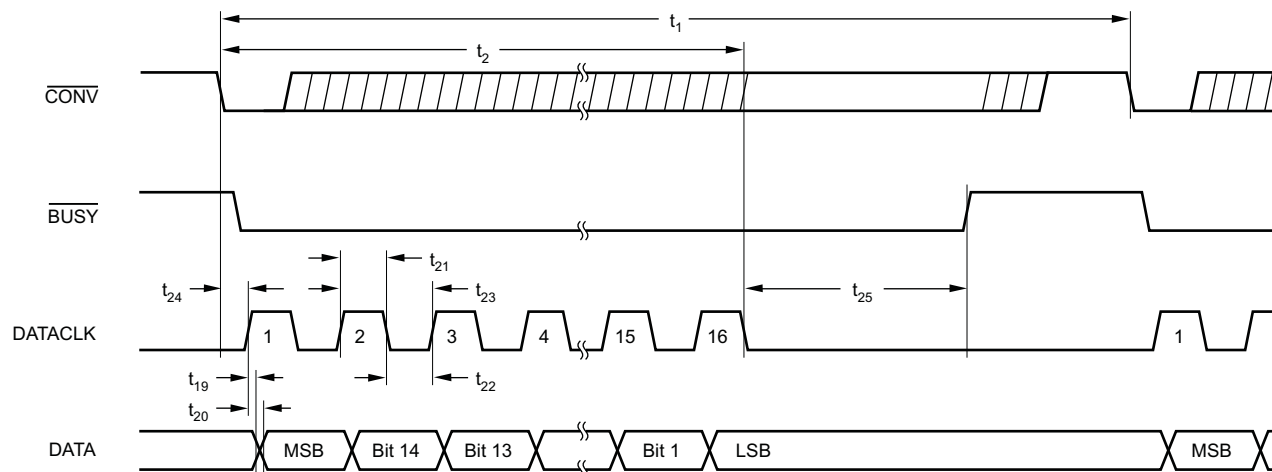 t1
t2
CONV
BUSY
t21
t24
t23
t25
DATACLK
1 2 3 4 15 16 1
t19
t22
t20
DATA
MSB Bit 14 Bit 13 Bit 1 LSB MSB